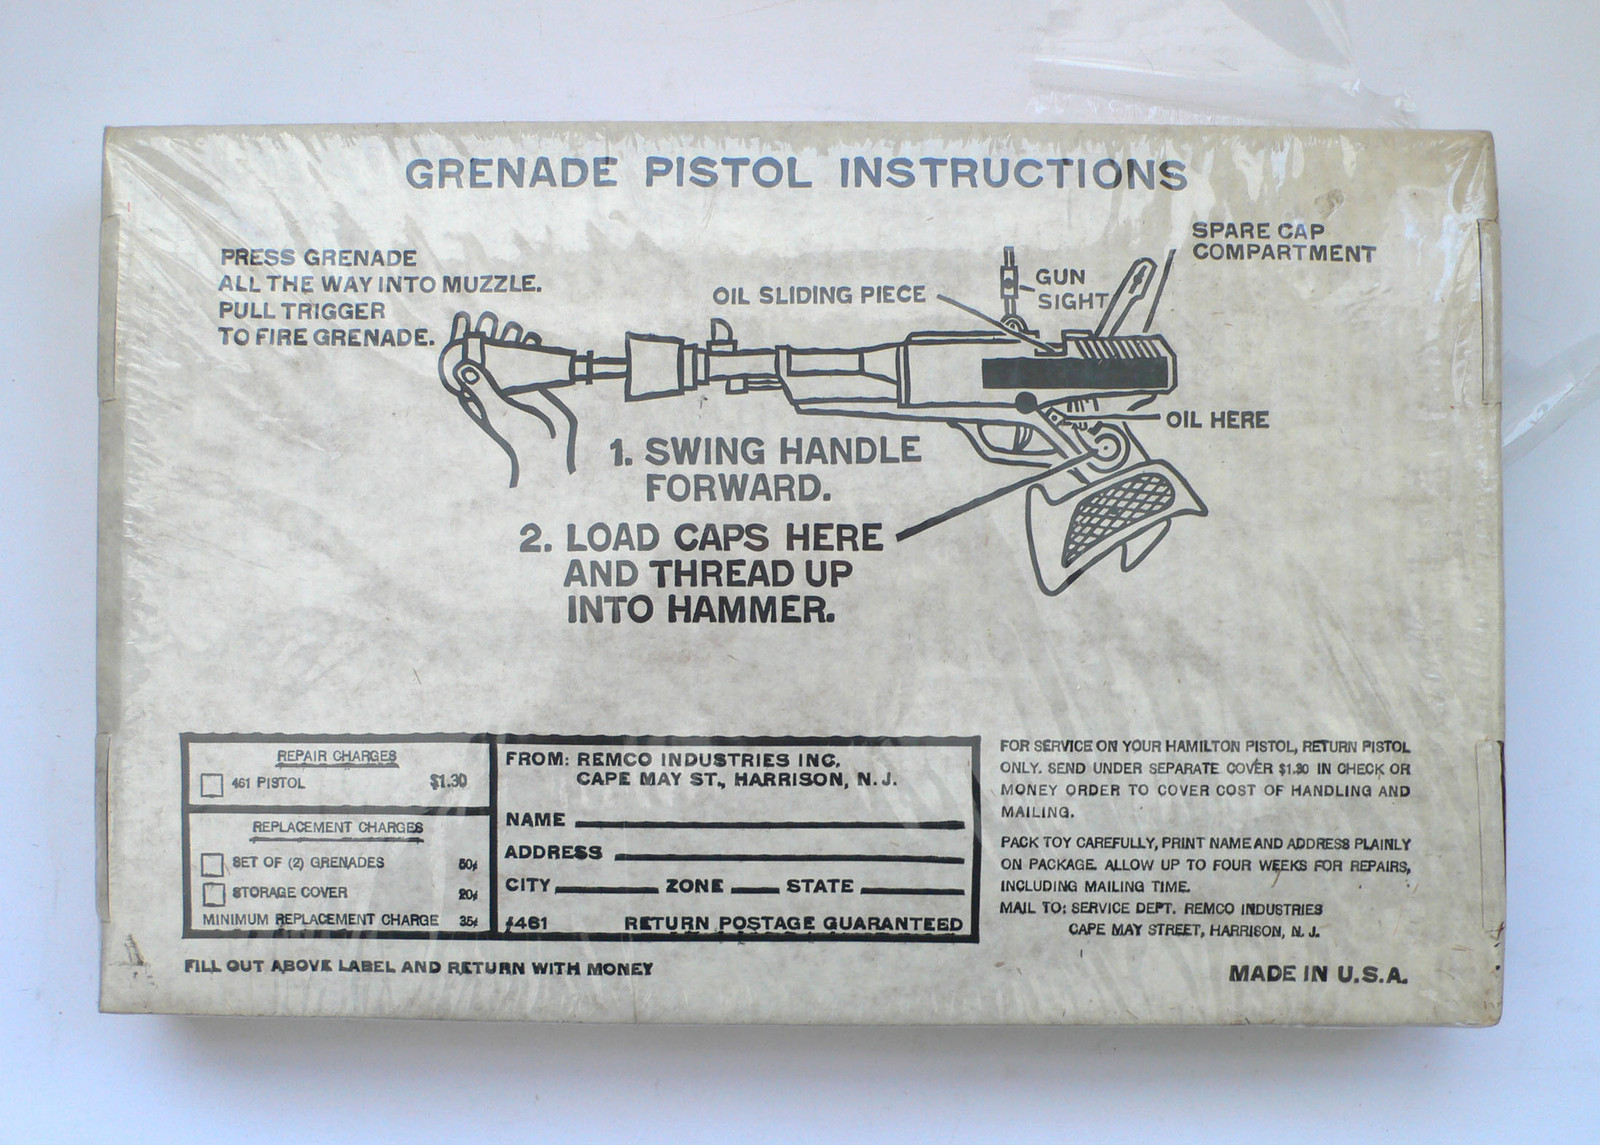 GRENADE PISTOL INSTRUCTIONS
PRESS GRENADE
ALL THE WAY INTO MUZZLE.
PULL TRIGGER
TO FIRE GRENADE.
OIL SLIDING PIECE
GUN
SIGHT
SPARE CAP
COMPARTMENT
OIL HERE
1. SWING HANDLE
FORWARD.
2. LOAD CAPS HERE
AND THREAD UP
INTO HAMMER.
REPAIR CHARGES
461 PISTOL $1.30
REPLACEMENT CHARGES
SET OF (2) GRENADES 50¢
STORAGE COVER 20¢
MINIMUM REPLACEMENT CHARGE 35¢
FROM: REMCO INDUSTRIES INC.
CAPE MAY ST., HARRISON, N. J.
NAME
ADDRESS
CITY ZONE STATE
#461 RETURN POSTAGE GUARANTEED
FILL OUT ABOVE LABEL AND RETURN WITH MONEY
FOR SERVICE ON YOUR HAMILTON PISTOL, RETURN PISTOL
ONLY. SEND UNDER SEPARATE COVER $1.30 IN CHECK OR
MONEY ORDER TO COVER COST OF HANDLING AND
MAILING.
PACK TOY CAREFULLY, PRINT NAME AND ADDRESS PLAINLY
ON PACKAGE. ALLOW UP TO FOUR WEEKS FOR REPAIRS,
INCLUDING MAILING TIME.
MAIL TO: SERVICE DEPT. REMCO INDUSTRIES
CAPE MAY STREET, HARRISON, N. J.
MADE IN U.S.A.